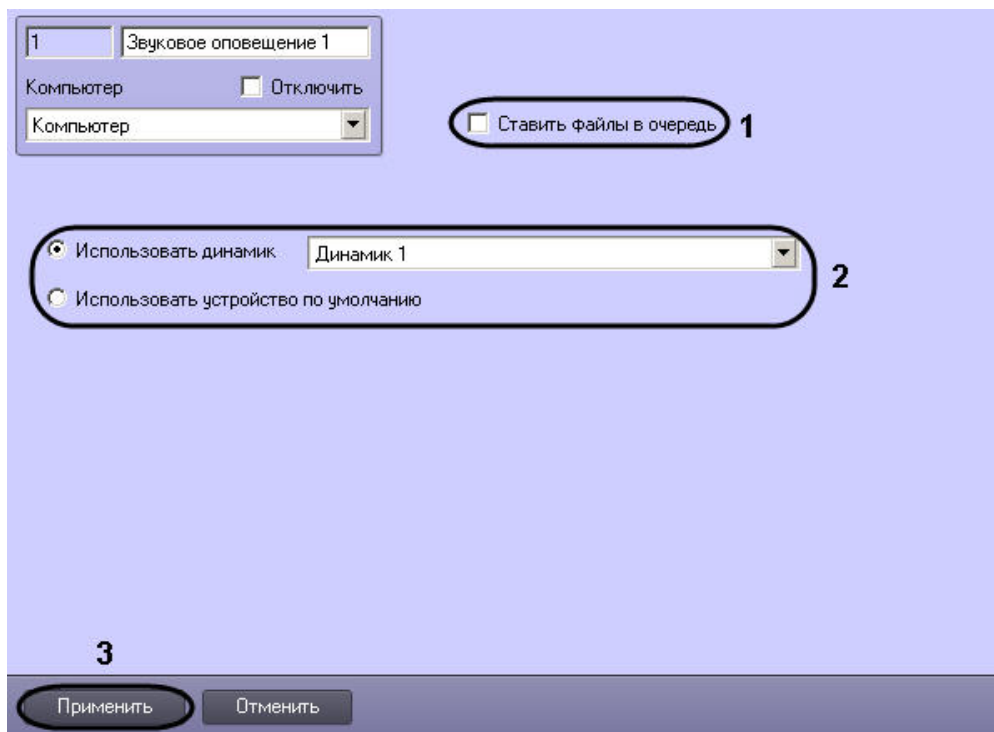 1 Звуковое оповещение 1
Компьютер Отключить
Компьютер
Ставить файлы в очередь 1
Использовать динамик Динамик 1
Использовать устройство по умолчанию
2
3
Применить Отменить